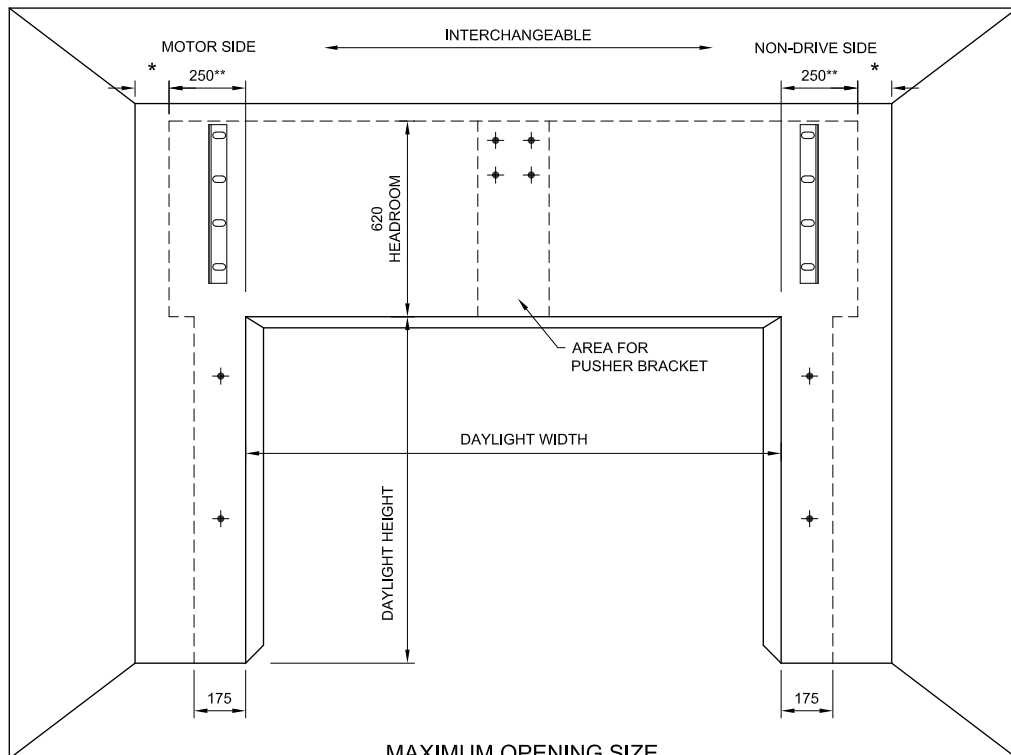 INTERCHANGEABLE
MOTOR SIDE
NON-DRIVE SIDE
*
250**
250**
*
620
HEADROOM
AREA FOR
PUSHER BRACKET
DAYLIGHT WIDTH
DAYLIGHT HEIGHT
175
175
MAXIMUM OPENING SIZE